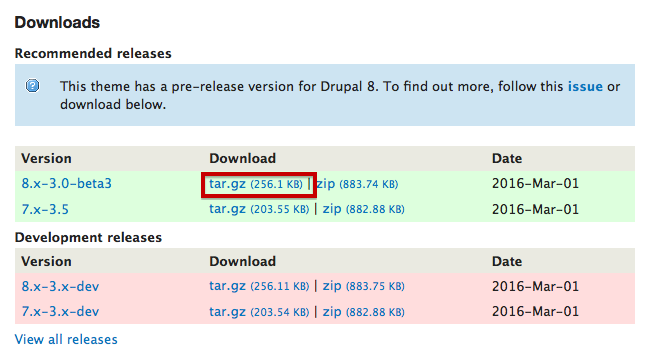 Downloads
Recommended releases
This theme has a pre-release version for Drupal 8. To find out more, follow this issue or
download below.
Version Download Date
8.x-3.0-beta3 tar.gz (256.1 KB) | zip (883.74 KB) 2016-Mar-01
7.x-3.5 tar.gz (203.55 KB) | zip (882.88 KB) 2016-Mar-01
Development releases
Version Download Date
8.x-3.x-dev tar.gz (256.11 KB) | zip (883.75 KB) 2016-Mar-01
7.x-3.x-dev tar.gz (203.54 KB) | zip (882.88 KB) 2016-Mar-01
View all releases